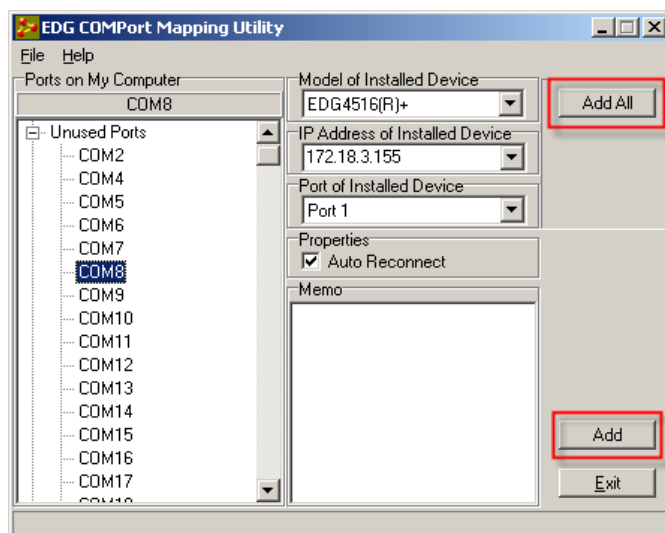 EDG COMPort Mapping Utility
File Help
Ports on My Computer
COM8
Unused Ports
COM2
COM4
COM5
COM6
COM7
COM8
COM9
COM10
COM11
COM12
COM13
COM14
COM15
COM16
COM17
Model of Installed Device
EDG4516(R)+
IP Address of Installed Device
172.18.3.155
Port of Installed Device
Port 1
Properties
Auto Reconnect
Memo
Add All
Add
Exit